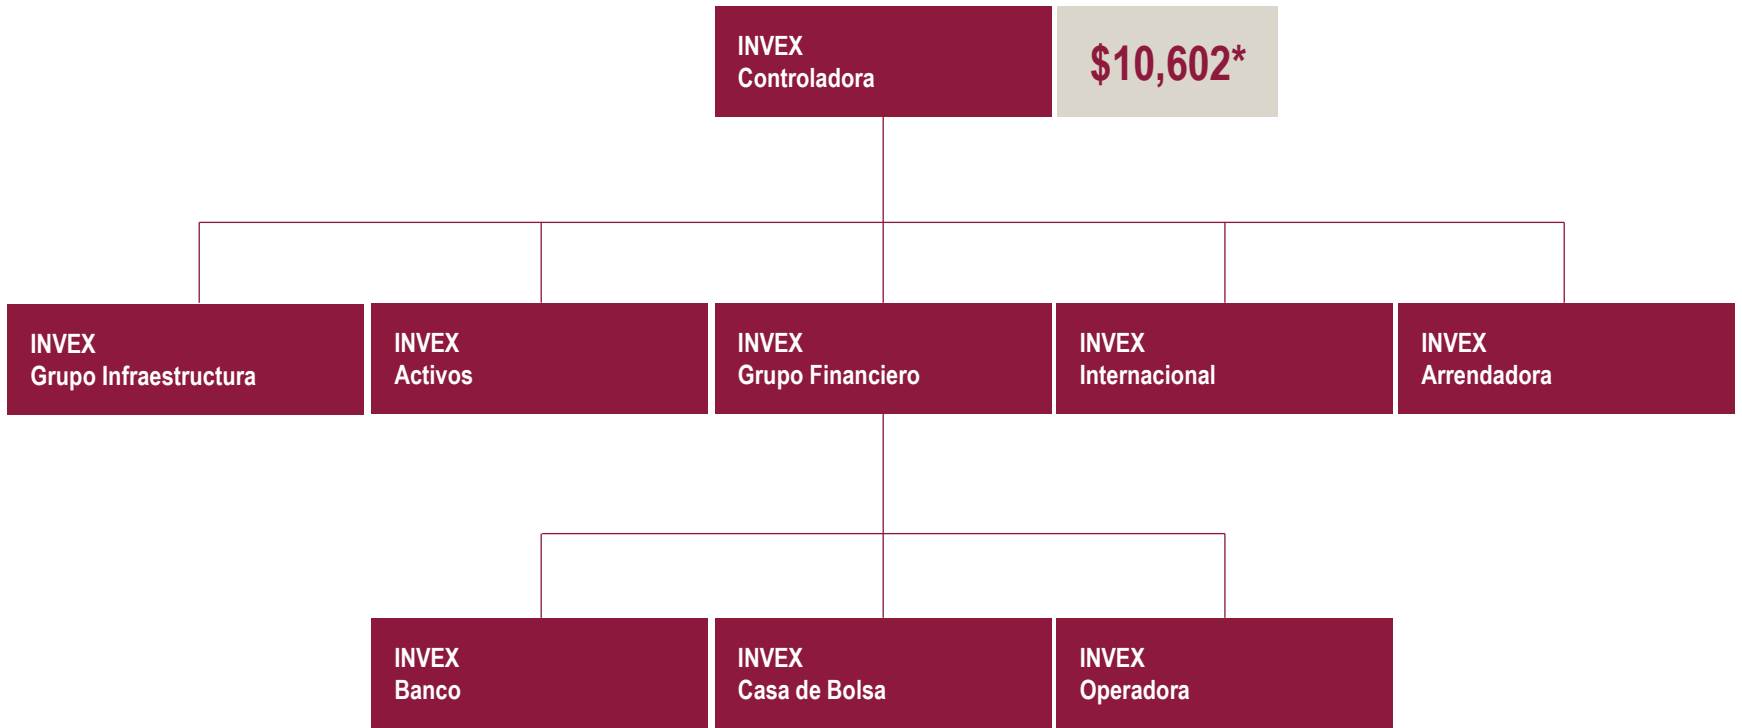 INVEX
Controladora
$10,602*
INVEX
Grupo Infraestructura
INVEX
Activos
INVEX
Grupo Financiero
INVEX
Internacional
INVEX
Arrendadora
INVEX
Banco
INVEX
Casa de Bolsa
INVEX
Operadora